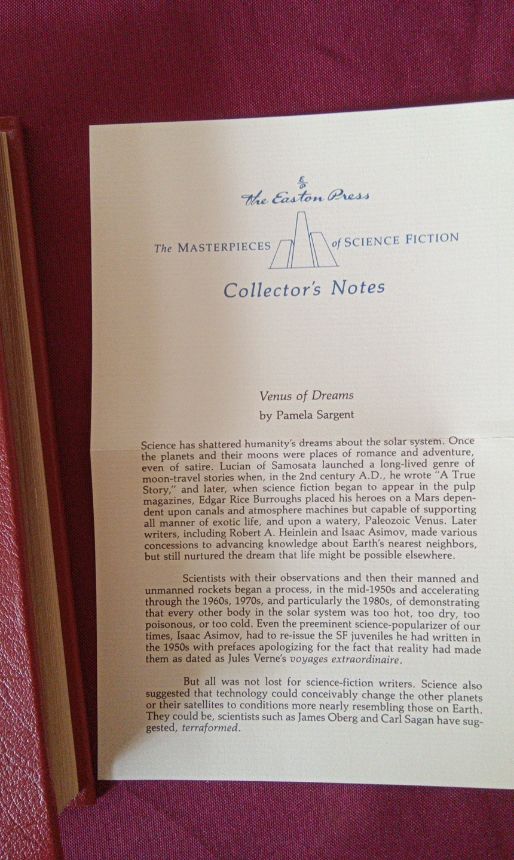 The Easton Press
The MASTERPIECES of SCIENCE FICTION
Collector's Notes
Venus of Dreams
by Pamela Sargent
Science has shattered humanity's dreams about the solar system. Once
the planets and their moons were places of romance and adventure,
even of satire. Lucian of Samosata launched a long-lived genre of
moon-travel stories when, in the 2nd century A.D., he wrote "A True
Story," and later, when science fiction began to appear in the pulp
magazines, Edgar Rice Burroughs placed his heroes on a Mars depen-
dent upon canals and atmosphere machines but capable of supporting
all manner of exotic life, and upon a watery, Paleozoic Venus. Later
writers, including Robert A. Heinlein and Isaac Asimov, made various
concessions to advancing knowledge about Earth's nearest neighbors,
but still nurtured the dream that life might be possible elsewhere.
Scientists with their observations and then their manned and
unmanned rockets began a process, in the mid-1950s and accelerating
through the 1960s, 1970s, and particularly the 1980s, of demonstrating
that every other body in the solar system was too hot, too dry, too
poisonous, or too cold. Even the preeminent science-popularizer of our
times, Isaac Asimov, had to re-issue the SF juveniles he had written in
the 1950s with prefaces apologizing for the fact that reality had made
them as dated as Jules Verne's voyages extraordinaire.
But all was not lost for science-fiction writers. Science also
suggested that technology could conceivably change the other planets
or their satellites to conditions more nearly resembling those on Earth.
They could be, scientists such as James Oberg and Carl Sagan have sug-
gested, terraformed.